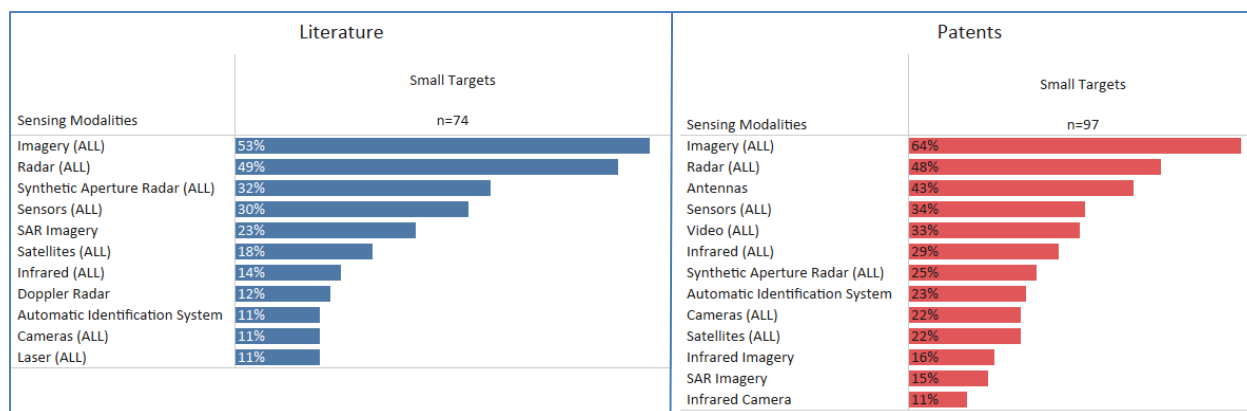 Literature
Small Targets
Sensing Modalities n=74
Imagery (ALL) 53%
Radar (ALL) 49%
Synthetic Aperture Radar (ALL) 32%
Sensors (ALL) 30%
SAR Imagery 23%
Satellites (ALL) 18%
Infrared (ALL) 14%
Doppler Radar 12%
Automatic Identification System 11%
Cameras (ALL) 11%
Laser (ALL) 11%
Patents
Small Targets
Sensing Modalities n=97
Imagery (ALL) 64%
Radar (ALL) 48%
Antennas 43%
Sensors (ALL) 34%
Video (ALL) 33%
Infrared (ALL) 29%
Synthetic Aperture Radar (ALL) 25%
Automatic Identification System 23%
Cameras (ALL) 22%
Satellites (ALL) 22%
Infrared Imagery 16%
SAR Imagery 15%
Infrared Camera 11%